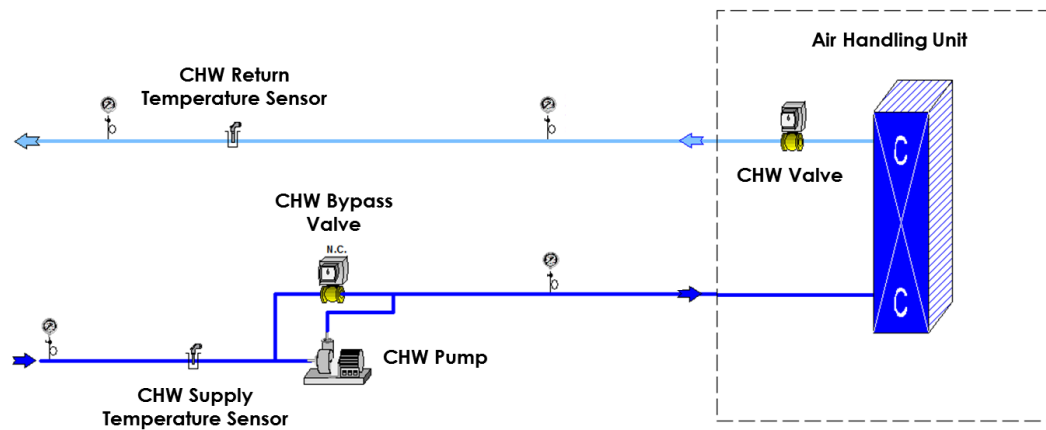 Air Handling Unit
CHW Return
Temperature Sensor
C
CHW Valve
CHW Bypass
Valve
N.C.
C
CHW Pump
CHW Supply
Temperature Sensor